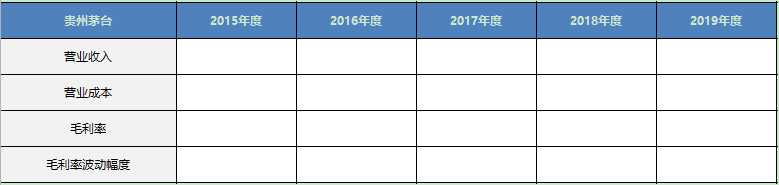 贵州茅台 2015年度 2016年度 2017年度 2018年度 2019年度
营业收入
营业成本
毛利率
毛利率波动幅度